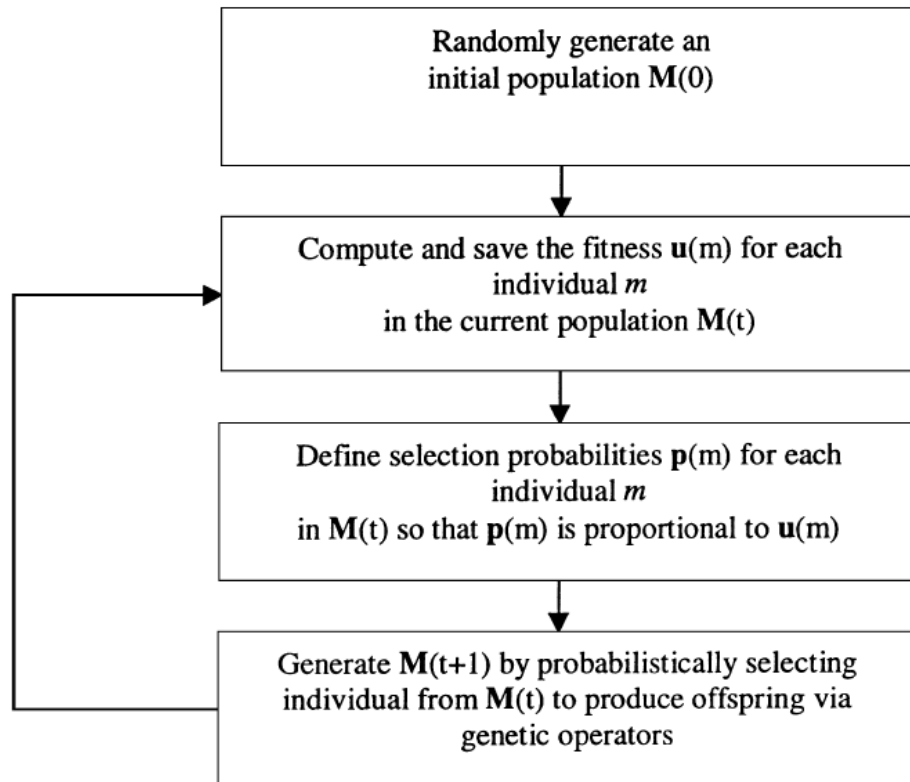 Randomly generate an
initial population M(0)
Compute and save the fitness u(m) for each
individual m
in the current population M(t)
Define selection probabilities p(m) for each
individual m
in M(t) so that p(m) is proportional to u(m)
Generate M(t+1) by probabilistically selecting
individual from M(t) to produce offspring via
genetic operators